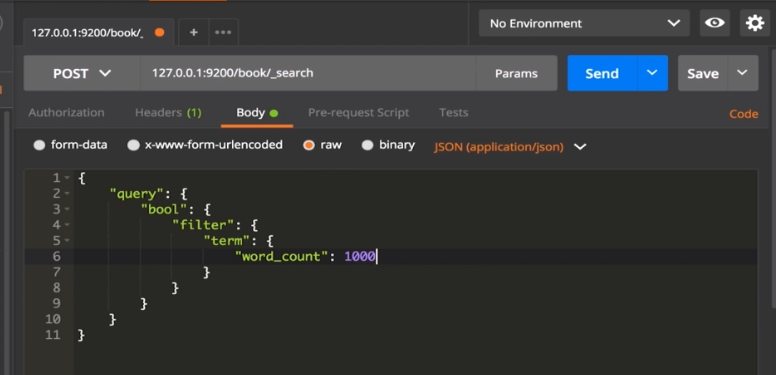 127.0.0.1:9200/book/_
+
•••
No Environment
POST
127.0.0.1:9200/book/_search
Params
Send
Save
Authorization
Headers (1)
Body
Pre-request Script
Tests
Code
form-data
x-www-form-urlencoded
raw
binary
JSON (application/json)
1 {
2 "query": {
3 "bool": {
4 "filter": {
5 "term": {
6 "word_count": 1000
7 }
8 }
9 }
10 }
11 }